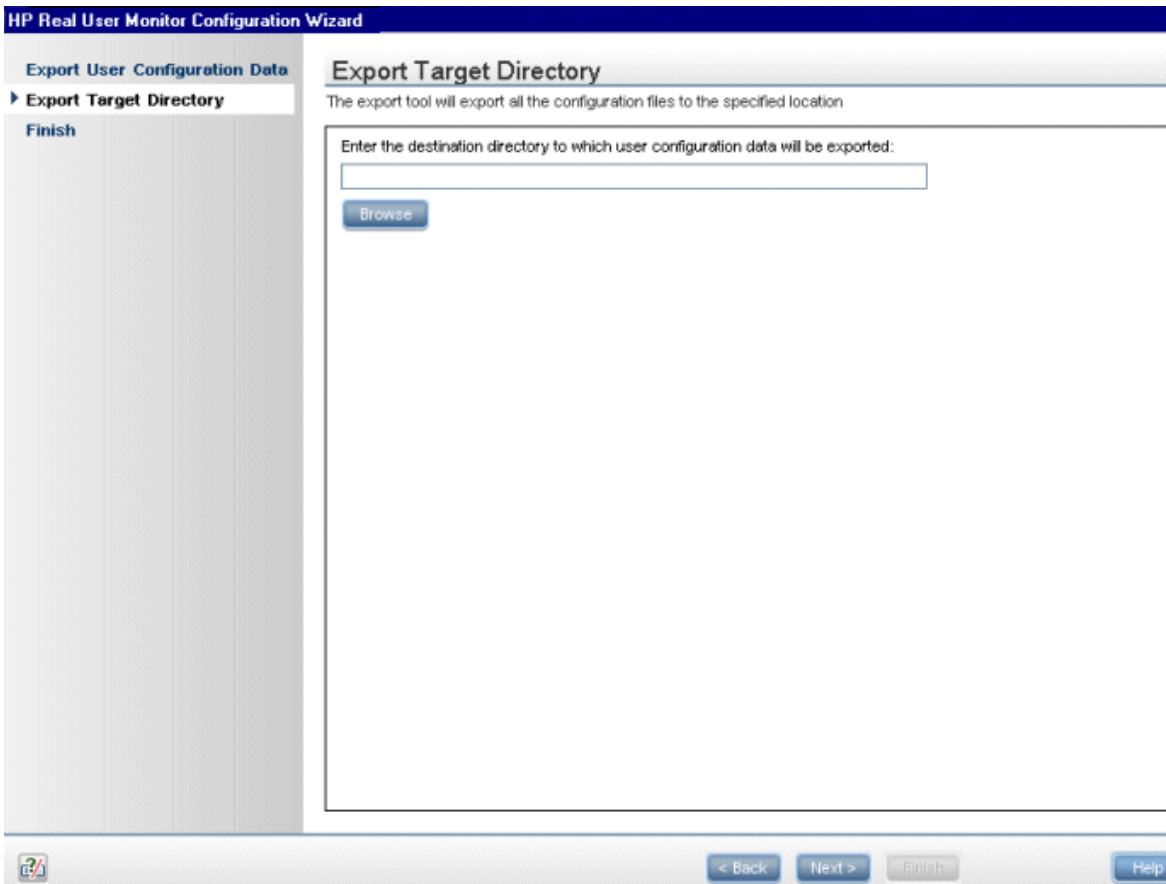 HP Real User Monitor Configuration Wizard
Export User Configuration Data
Export Target Directory
Finish
Export Target Directory
The export tool will export all the configuration files to the specified location
Enter the destination directory to which user configuration data will be exported:
Browse
< Back
Next >
Finish
Help